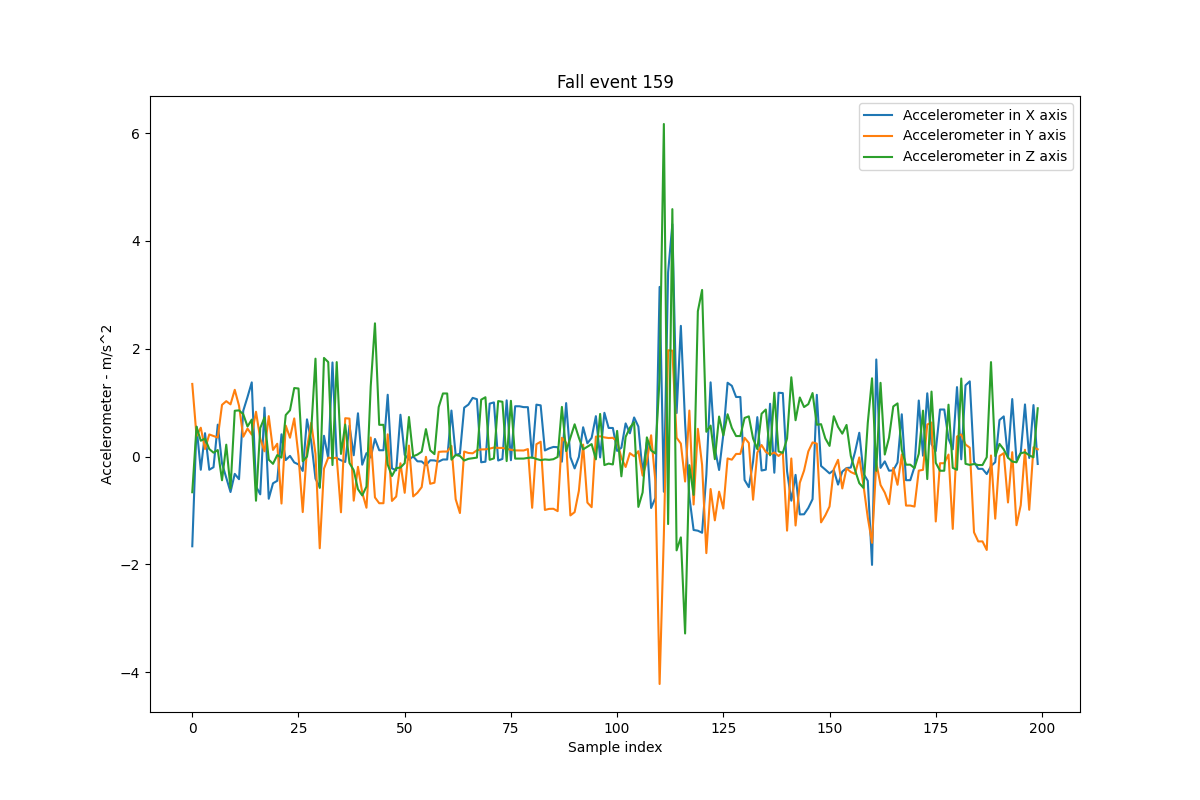 Fall event 159
Accelerometer in X axis
Accelerometer in Y axis
Accelerometer in Z axis
Accelerometer - m/s^2
6
4
2
0
−2
−4
0 25 50 75 100 125 150 175 200
Sample index